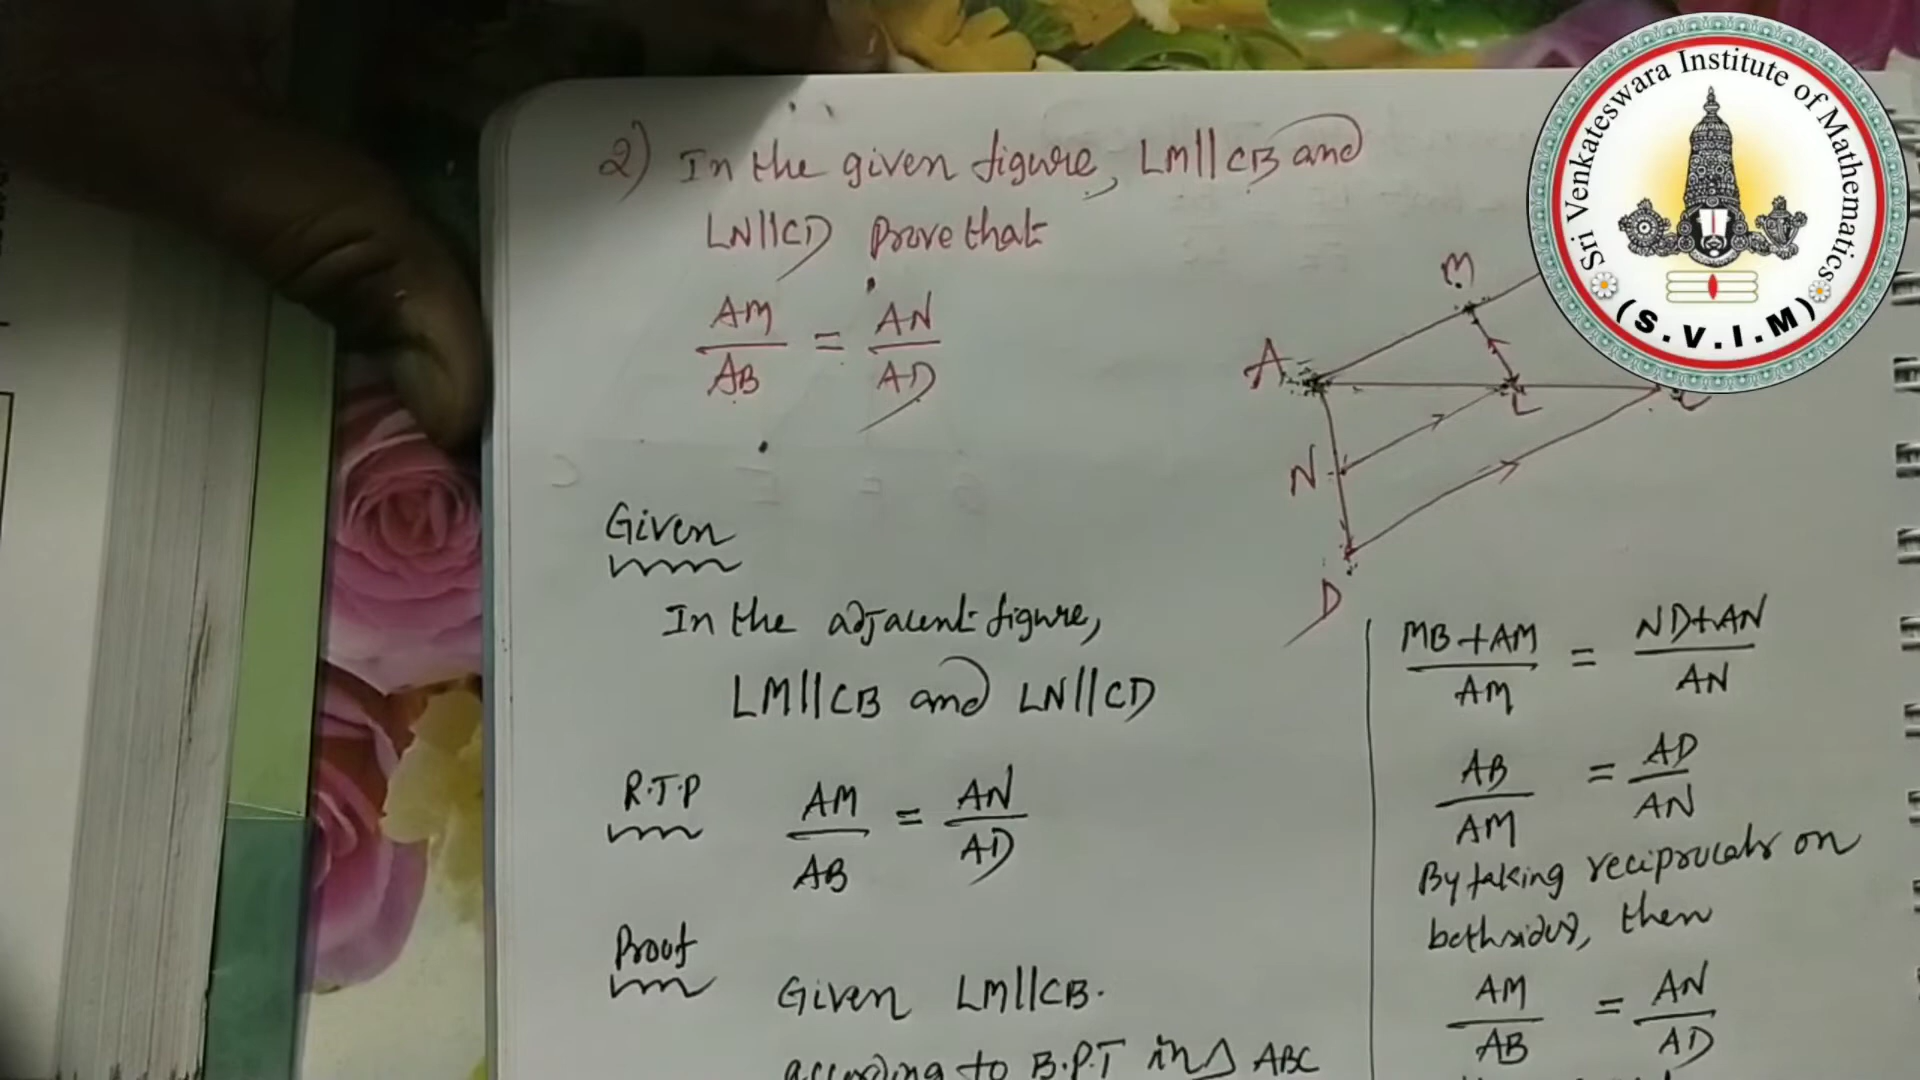 2) In the given figure, LM||CB and
LN||CD Prove that
AM/AB = AN/AD
M
A
L
N
D
Given
In the adjacent figure,
LM||CB and LN||CD
R.T.P AM/AB = AN/AD
Proof
Given LM||CB.
according to B.P.T in △ ABC
MB+AM/AM = ND+AN/AN
AB/AM = AD/AN
By taking reciprocals on
bothsides, then
AM/AB = AN/AD
Sri Venkateswara Institute of Mathematics
(S.V.I.M)